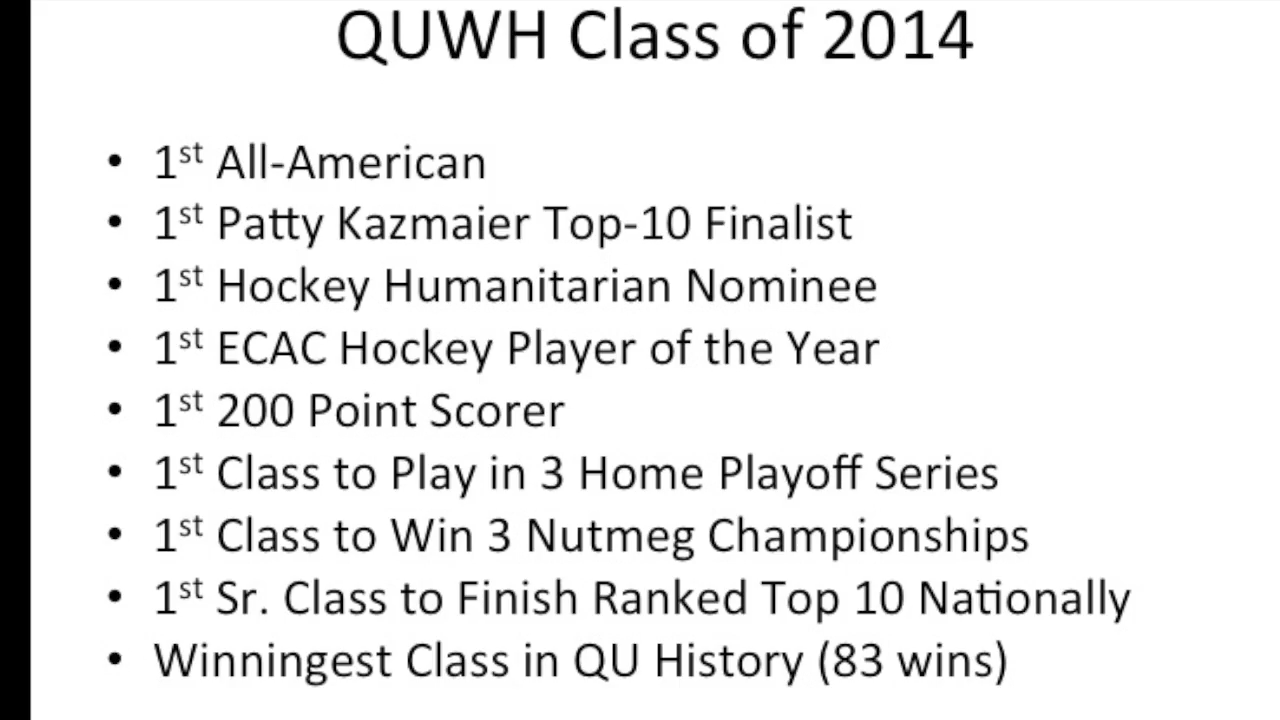 QUWH Class of 2014
• 1st All-American
• 1st Patty Kazmaier Top-10 Finalist
• 1st Hockey Humanitarian Nominee
• 1st ECAC Hockey Player of the Year
• 1st 200 Point Scorer
• 1st Class to Play in 3 Home Playoff Series
• 1st Class to Win 3 Nutmeg Championships
• 1st Sr. Class to Finish Ranked Top 10 Nationally
• Winningest Class in QU History (83 wins)